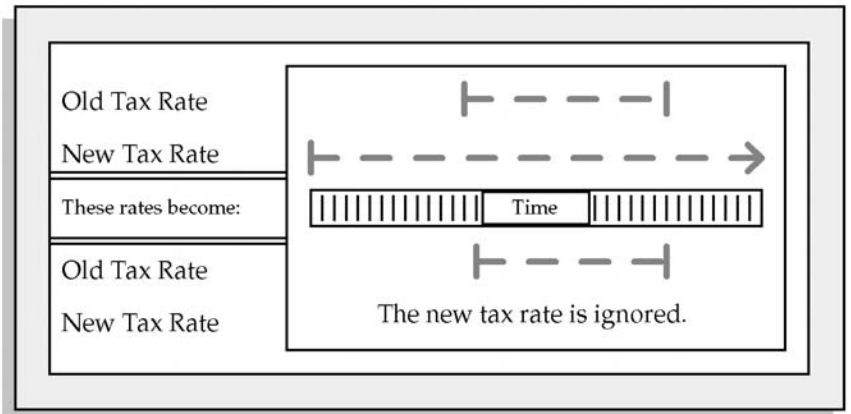 Old Tax Rate
New Tax Rate
These rates become:
Time
Old Tax Rate
New Tax Rate
The new tax rate is ignored.